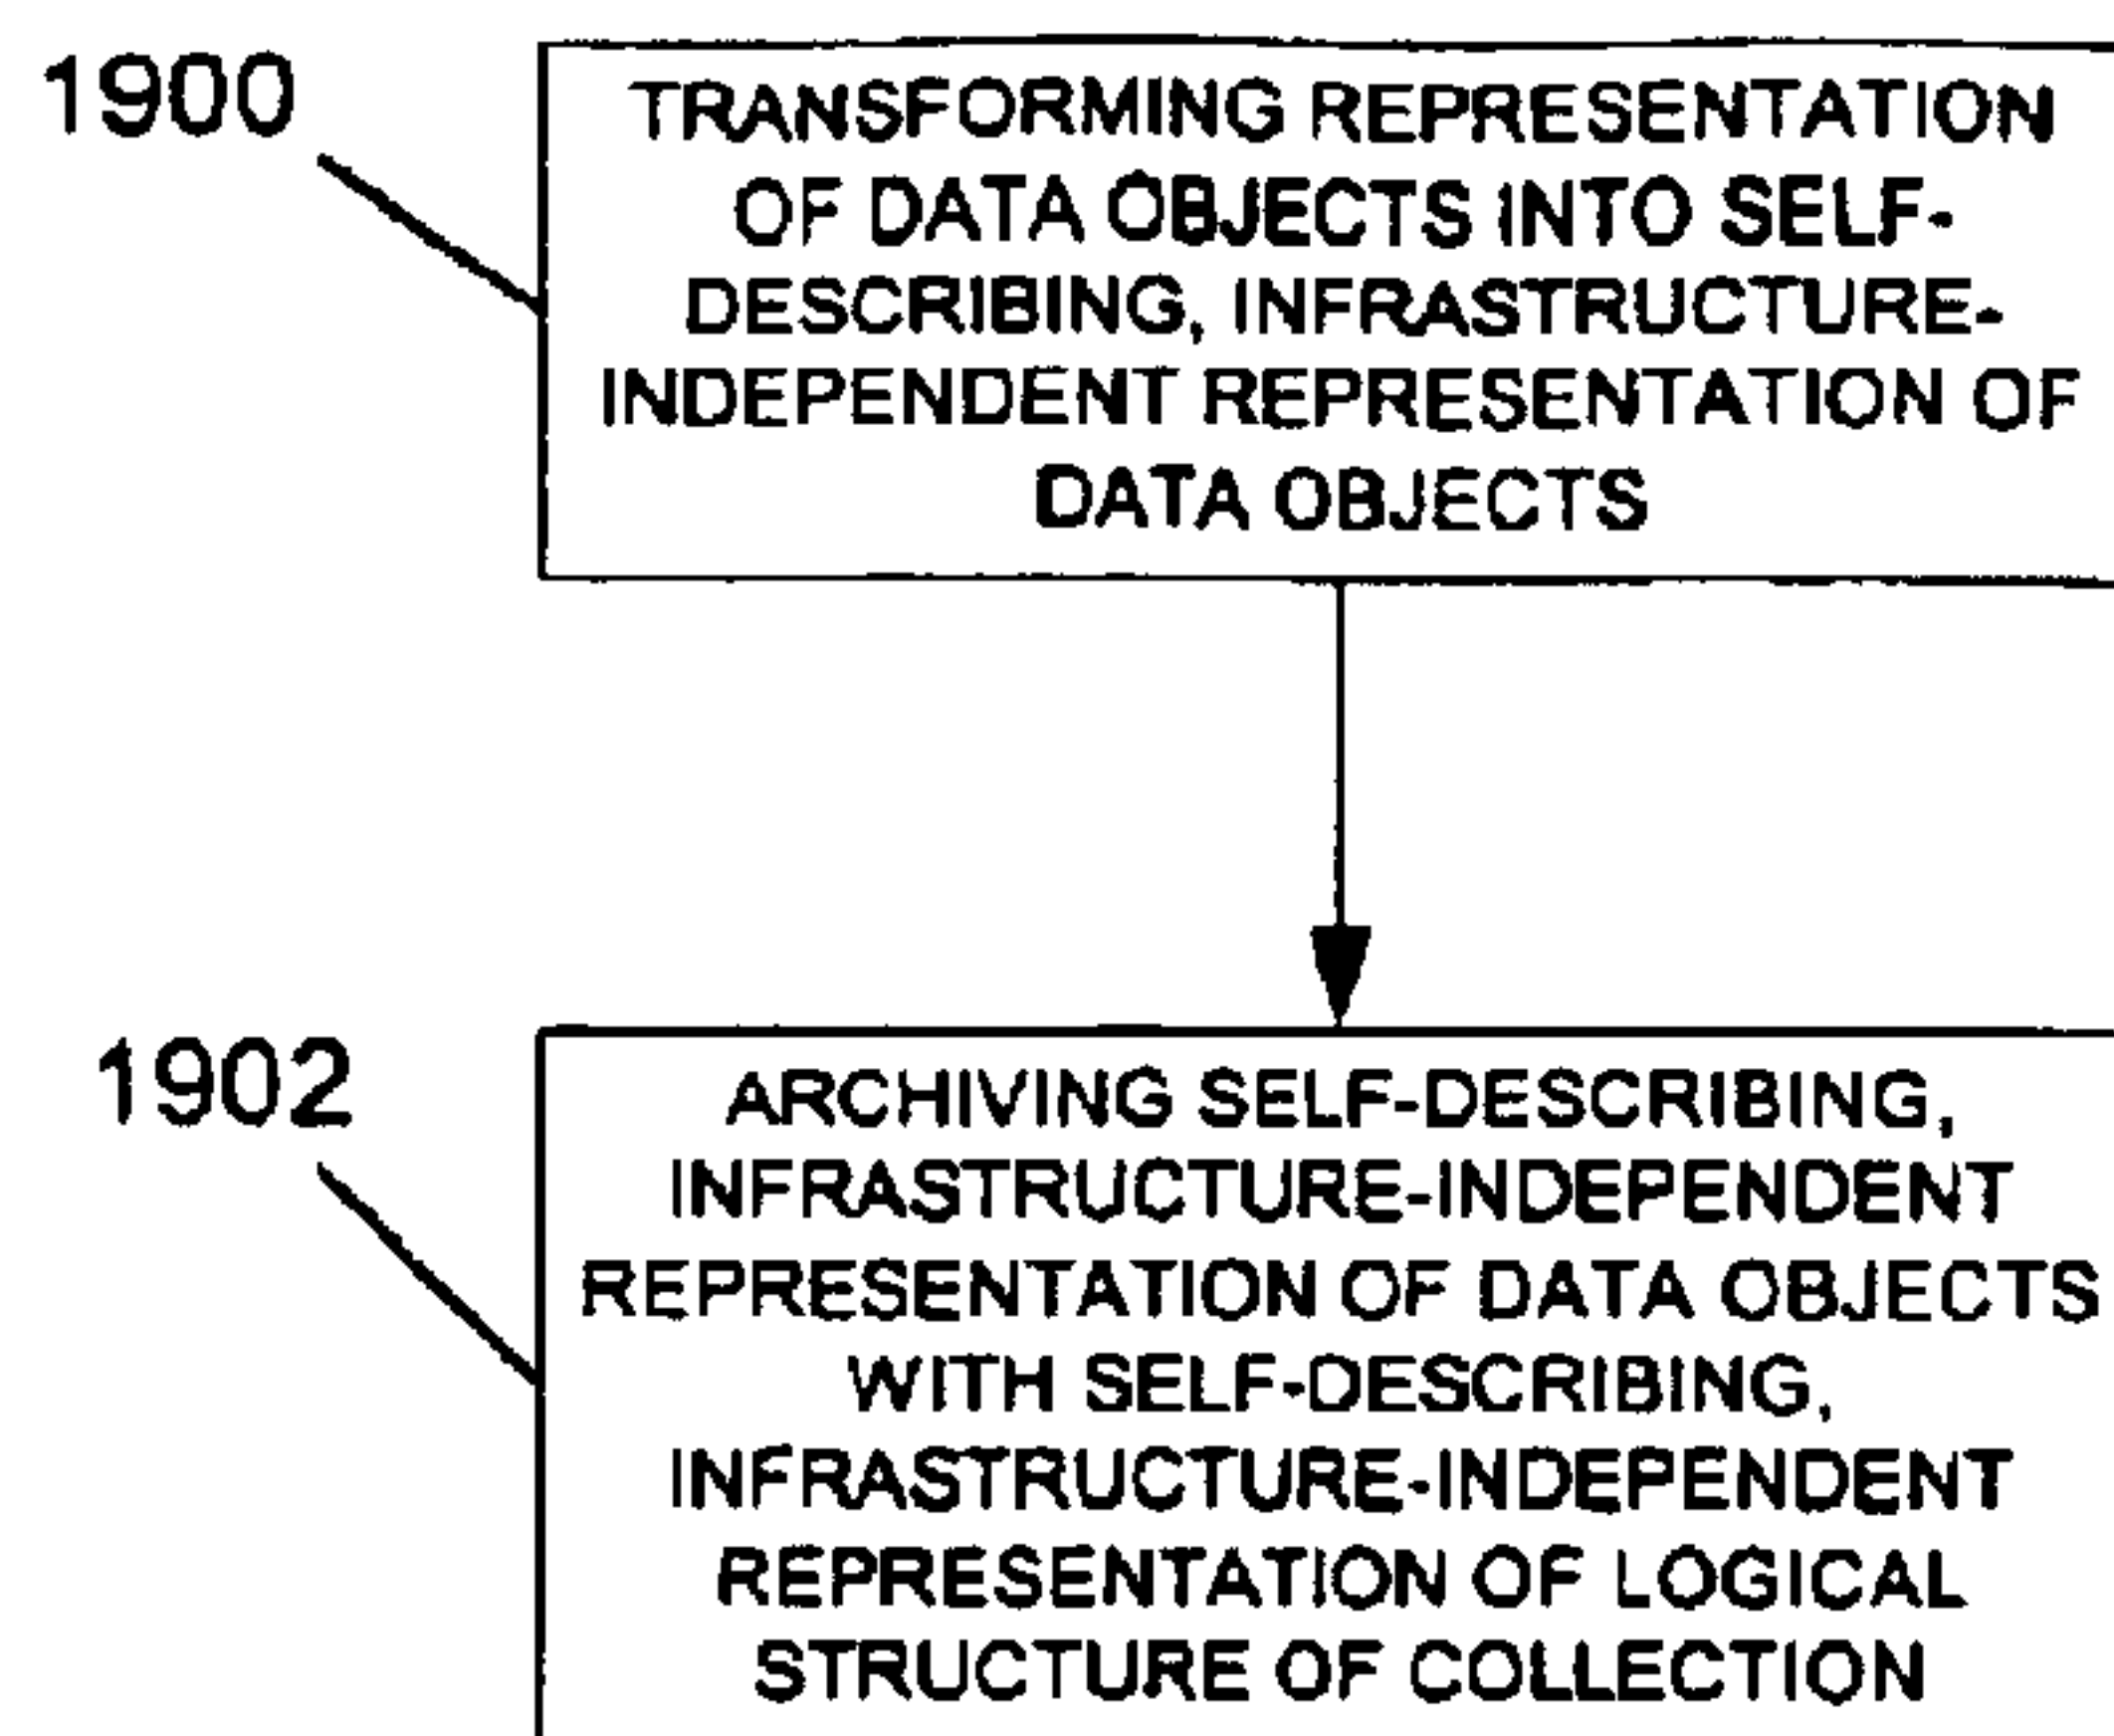 1900
TRANSFORMING REPRESENTATION
OF DATA OBJECTS INTO SELF-
DESCRIBING, INFRASTRUCTURE-
INDEPENDENT REPRESENTATION OF
DATA OBJECTS
1902
ARCHIVING SELF-DESCRIBING,
INFRASTRUCTURE-INDEPENDENT
REPRESENTATION OF DATA OBJECTS
WITH SELF-DESCRIBING,
INFRASTRUCTURE-INDEPENDENT
REPRESENTATION OF LOGICAL
STRUCTURE OF COLLECTION